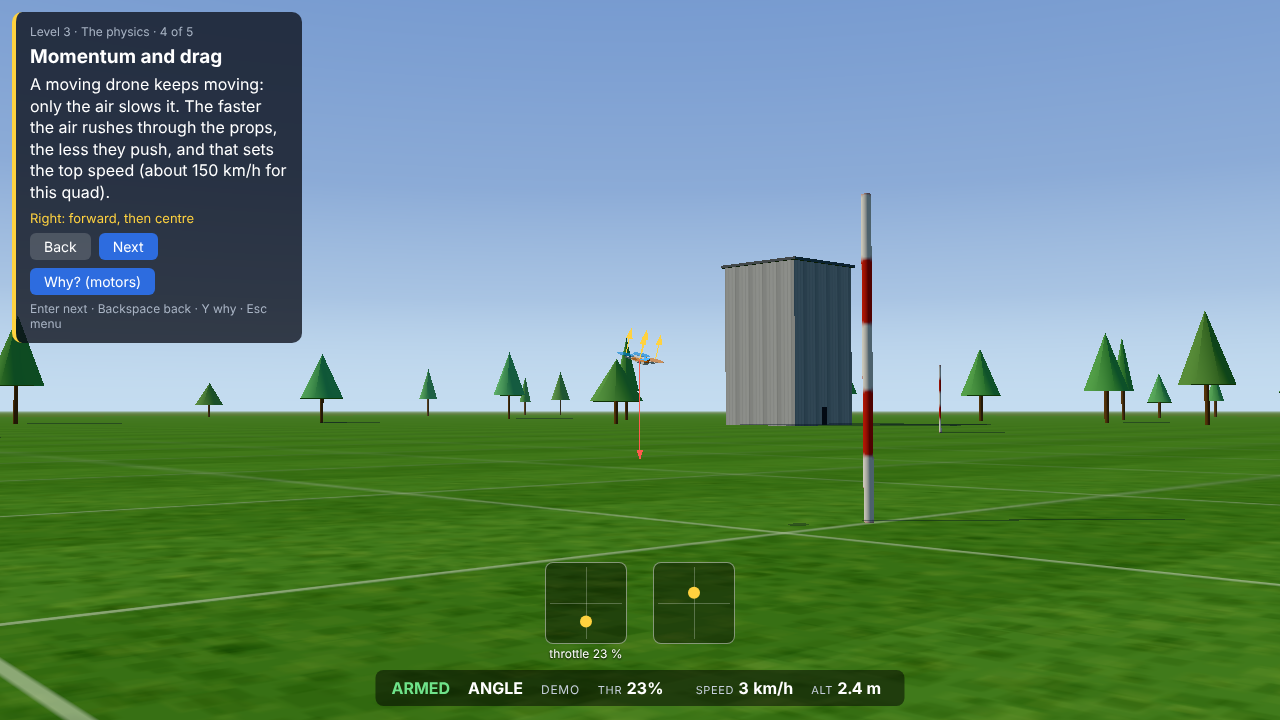 Level 3 · The physics · 4 of 5
Momentum and drag
A moving drone keeps moving:
only the air slows it. The faster
the air rushes through the props,
the less they push, and that sets
the top speed (about 150 km/h for
this quad).
Right: forward, then centre
Back Next
Why? (motors)
Enter next · Backspace back · Y why · Esc
menu
throttle 23 %
ARMED ANGLE DEMO THR 23% SPEED 3 km/h ALT 2.4 m